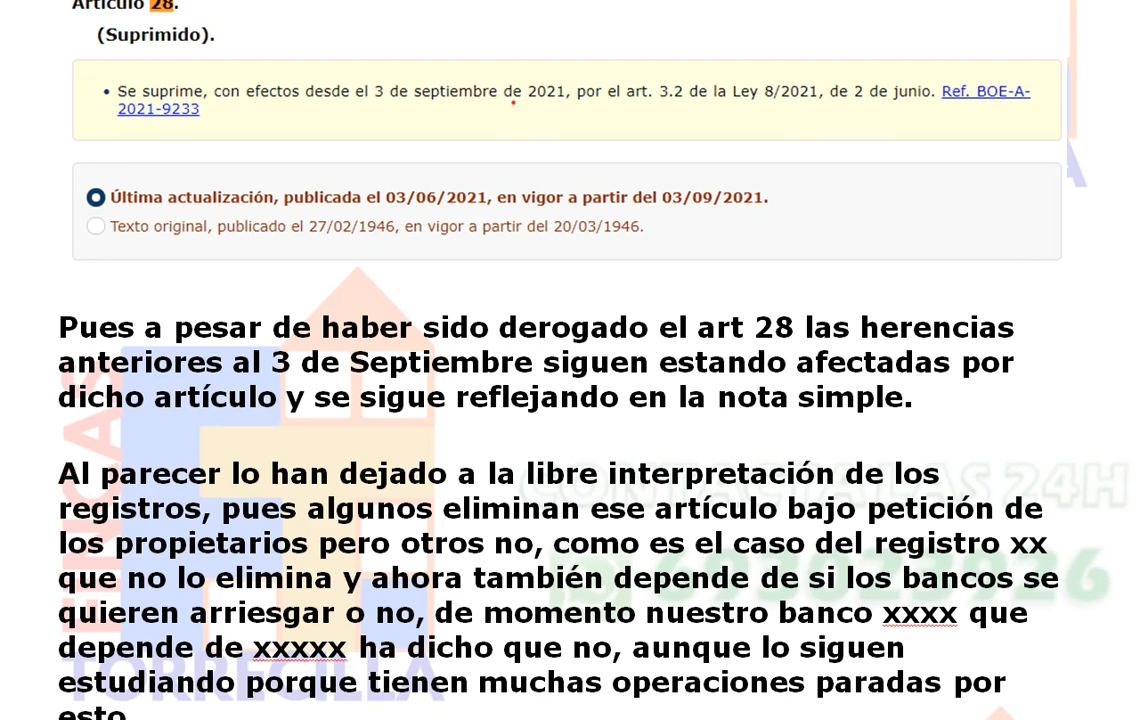 Artículo 28.
(Suprimido).
• Se suprime, con efectos desde el 3 de septiembre de 2021, por el art. 3.2 de la Ley 8/2021, de 2 de junio. Ref. BOE-A-
2021-9233
Última actualización, publicada el 03/06/2021, en vigor a partir del 03/09/2021.
Texto original, publicado el 27/02/1946, en vigor a partir del 20/03/1946.
Pues a pesar de haber sido derogado el art 28 las herencias
anteriores al 3 de Septiembre siguen estando afectadas por
dicho artículo y se sigue reflejando en la nota simple.
Al parecer lo han dejado a la libre interpretación de los
registros, pues algunos eliminan ese artículo bajo petición de
los propietarios pero otros no, como es el caso del registro xx
que no lo elimina y ahora también depende de si los bancos se
quieren arriesgar o no, de momento nuestro banco xxxx que
depende de xxxxx ha dicho que no, aunque lo siguen
estudiando porque tienen muchas operaciones paradas por
esto
FINCAS
TORRECILLA
CONTACTA LAS 24H
693023926